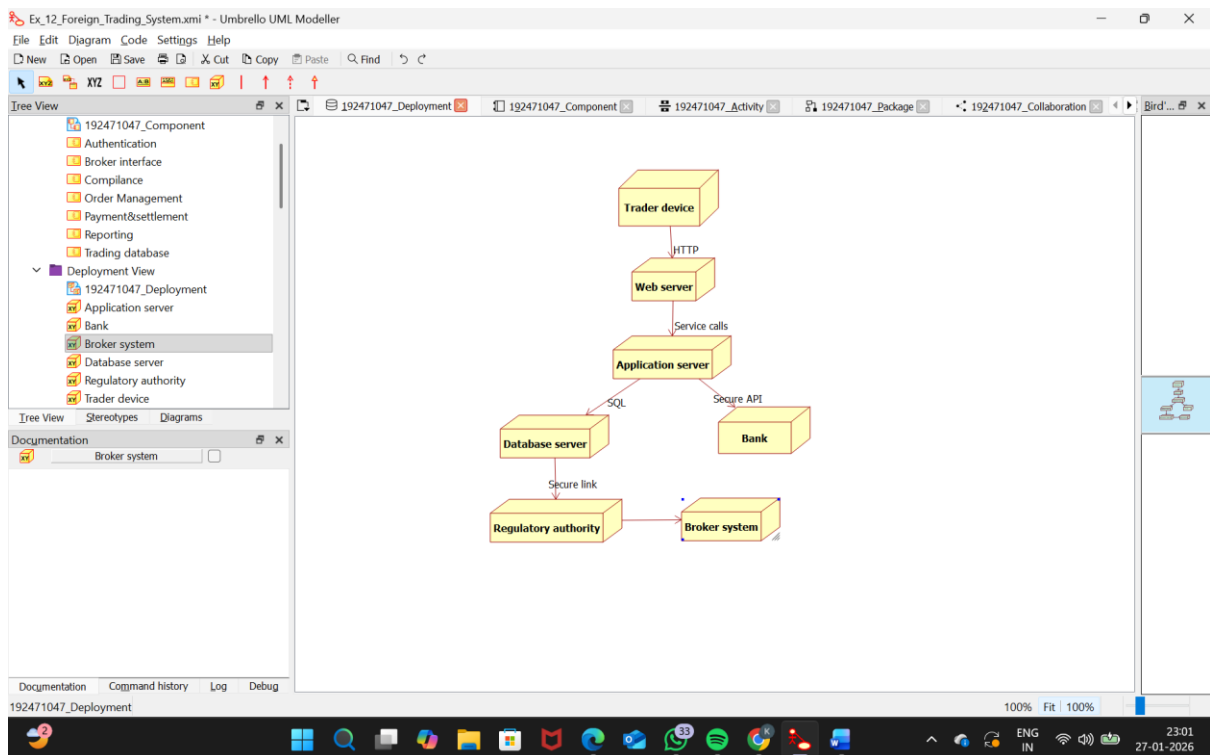 Ex_12_Foreign_Trading_System.xmi * - Umbrello UML Modeller
File Edit Diagram Code Settings Help
New Open Save Cut Copy Paste Find
XYZ
Tree View
192471047_Deployment 192471047_Component 192471047_Activity 192471047_Package 192471047_Collaboration
Bird'...
192471047_Component
Authentication
Broker interface
Compilance
Order Management
Payment&settlement
Reporting
Trading database
Deployment View
192471047_Deployment
Application server
Bank
Broker system
Database server
Regulatory authority
Trader device
Tree View Stereotypes Diagrams
Documentation
Broker system
Trader device
HTTP
Web server
Service calls
Application server
SQL
Secure API
Database server
Bank
Secure link
Regulatory authority
Broker system
Documentation Command history Log Debug
192471047_Deployment
100% Fit 100%
2
33
K
ENG
IN
23:01
27-01-2026